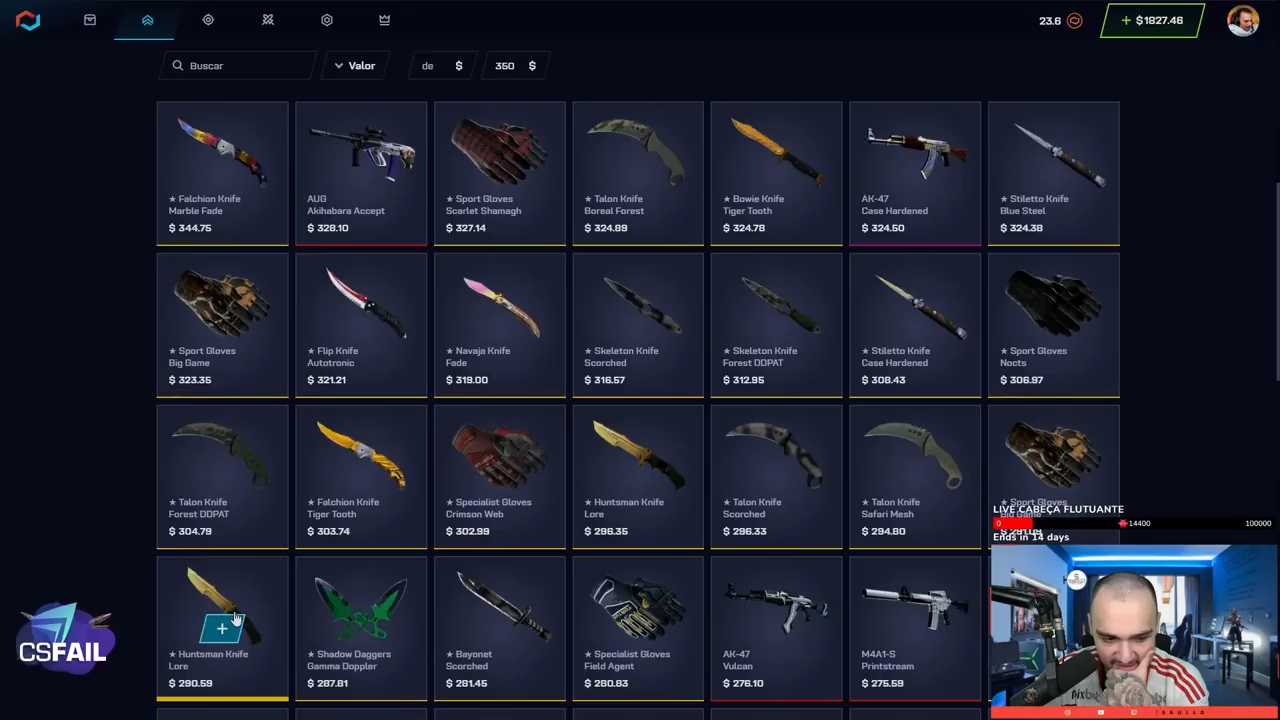 23.6
+ $1827.46
Buscar
Valor
de $
350 $
★ Falchion Knife
Marble Fade
$ 344.75
AUG
Akihabara Accept
$ 328.10
★ Sport Gloves
Scarlet Shamagh
$ 327.14
★ Talon Knife
Boreal Forest
$ 324.89
★ Bowie Knife
Tiger Tooth
$ 324.78
AK-47
Case Hardened
$ 324.50
★ Stiletto Knife
Blue Steel
$ 324.38
★ Sport Gloves
Big Game
$ 323.35
★ Flip Knife
Autotronic
$ 321.21
★ Navaja Knife
Fade
$ 319.00
★ Skeleton Knife
Scorched
$ 316.57
★ Skeleton Knife
Forest DDPAT
$ 312.95
★ Stiletto Knife
Case Hardened
$ 308.43
★ Sport Gloves
Nocts
$ 306.97
★ Talon Knife
Forest DDPAT
$ 304.79
★ Falchion Knife
Tiger Tooth
$ 303.74
★ Specialist Gloves
Crimson Web
$ 302.99
★ Huntsman Knife
Lore
$ 296.35
★ Talon Knife
Scorched
$ 296.33
★ Talon Knife
Safari Mesh
$ 294.80
★ Sport Gloves
Big Game
LIVE CABEÇA FLUTUANTE
0 14400 100000
Ends in 14 days
+
★ Huntsman Knife
Lore
$ 290.59
★ Shadow Daggers
Gamma Doppler
$ 287.81
★ Bayonet
Scorched
$ 281.45
★ Specialist Gloves
Field Agent
$ 280.83
AK-47
Vulcan
$ 276.10
M4A1-S
Printstream
$ 275.59
CSFAIL